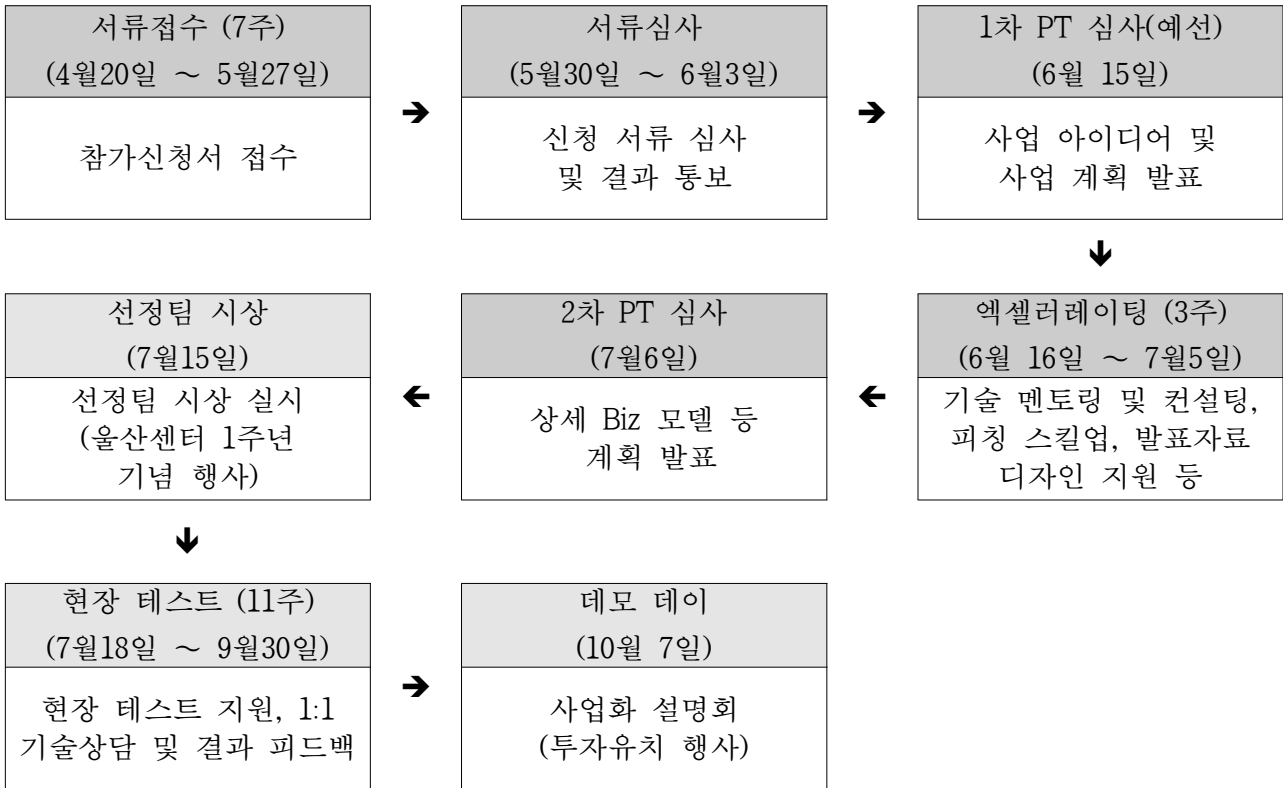 서류접수 (7주)
(4월20일 ~ 5월27일)
참가신청서 접수
서류심사
(5월30일 ~ 6월3일)
신청 서류 심사
및 결과 통보
1차 PT 심사(예선)
(6월 15일)
사업 아이디어 및
사업 계획 발표
엑셀러레이팅 (3주)
(6월 16일 ~ 7월5일)
기술 멘토링 및 컨설팅,
피칭 스킬업, 발표자료
디자인 지원 등
2차 PT 심사
(7월6일)
상세 Biz 모델 등
계획 발표
선정팀 시상
(7월15일)
선정팀 시상 실시
(울산센터 1주년
기념 행사)
현장 테스트 (11주)
(7월18일 ~ 9월30일)
현장 테스트 지원, 1:1
기술상담 및 결과 피드백
데모 데이
(10월 7일)
사업화 설명회
(투자유치 행사)